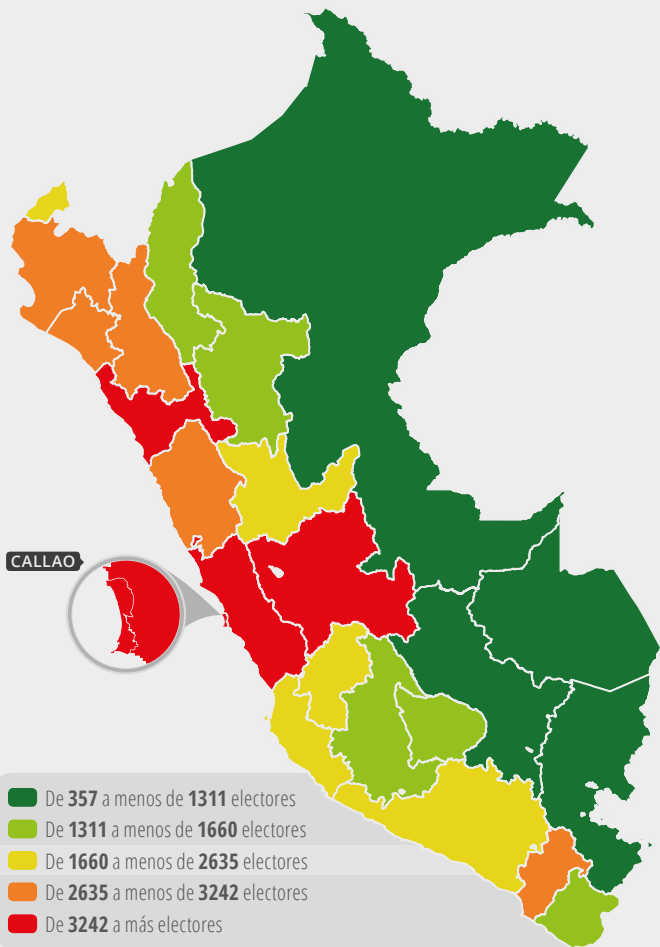 CALLAO
De 357 a menos de 1311 electores
De 1311 a menos de 1660 electores
De 1660 a menos de 2635 electores
De 2635 a menos de 3242 electores
De 3242 a más electores